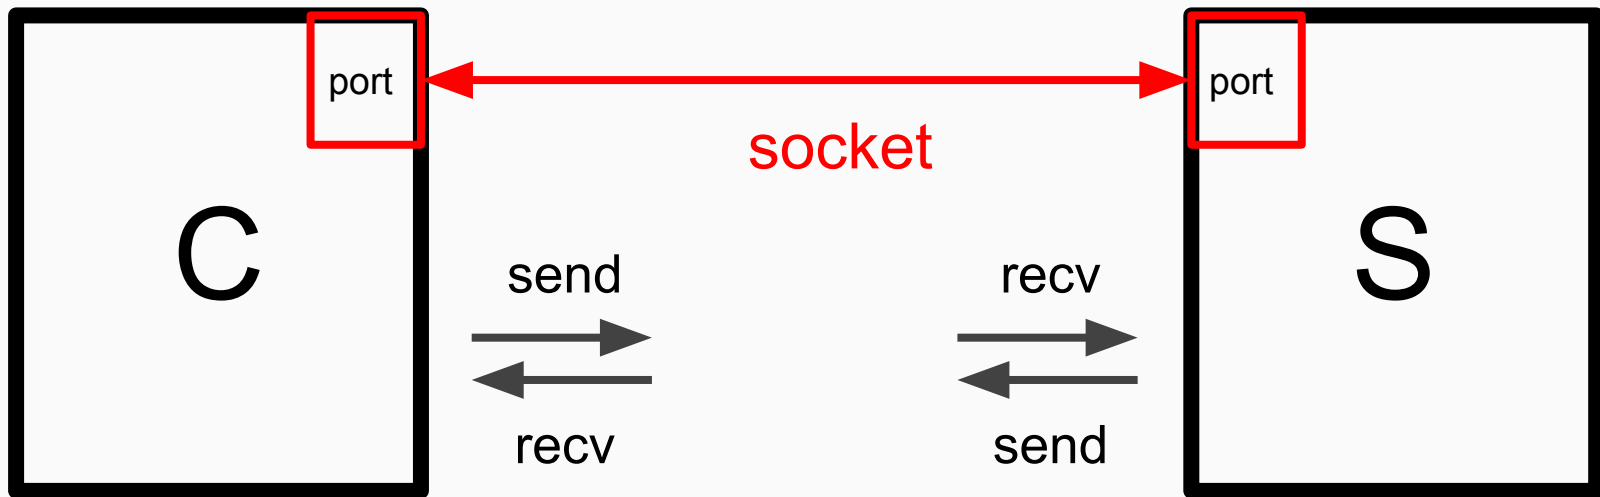 port
port
socket
C
S
send
recv
recv
send